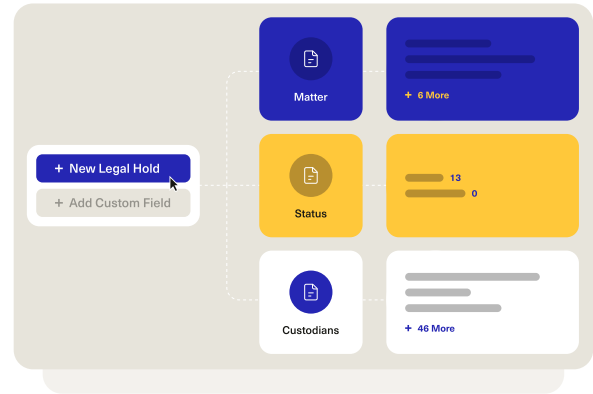 + New Legal Hold
+ Add Custom Field
Matter
+ 6 More
Status
13
0
Custodians
+ 46 More